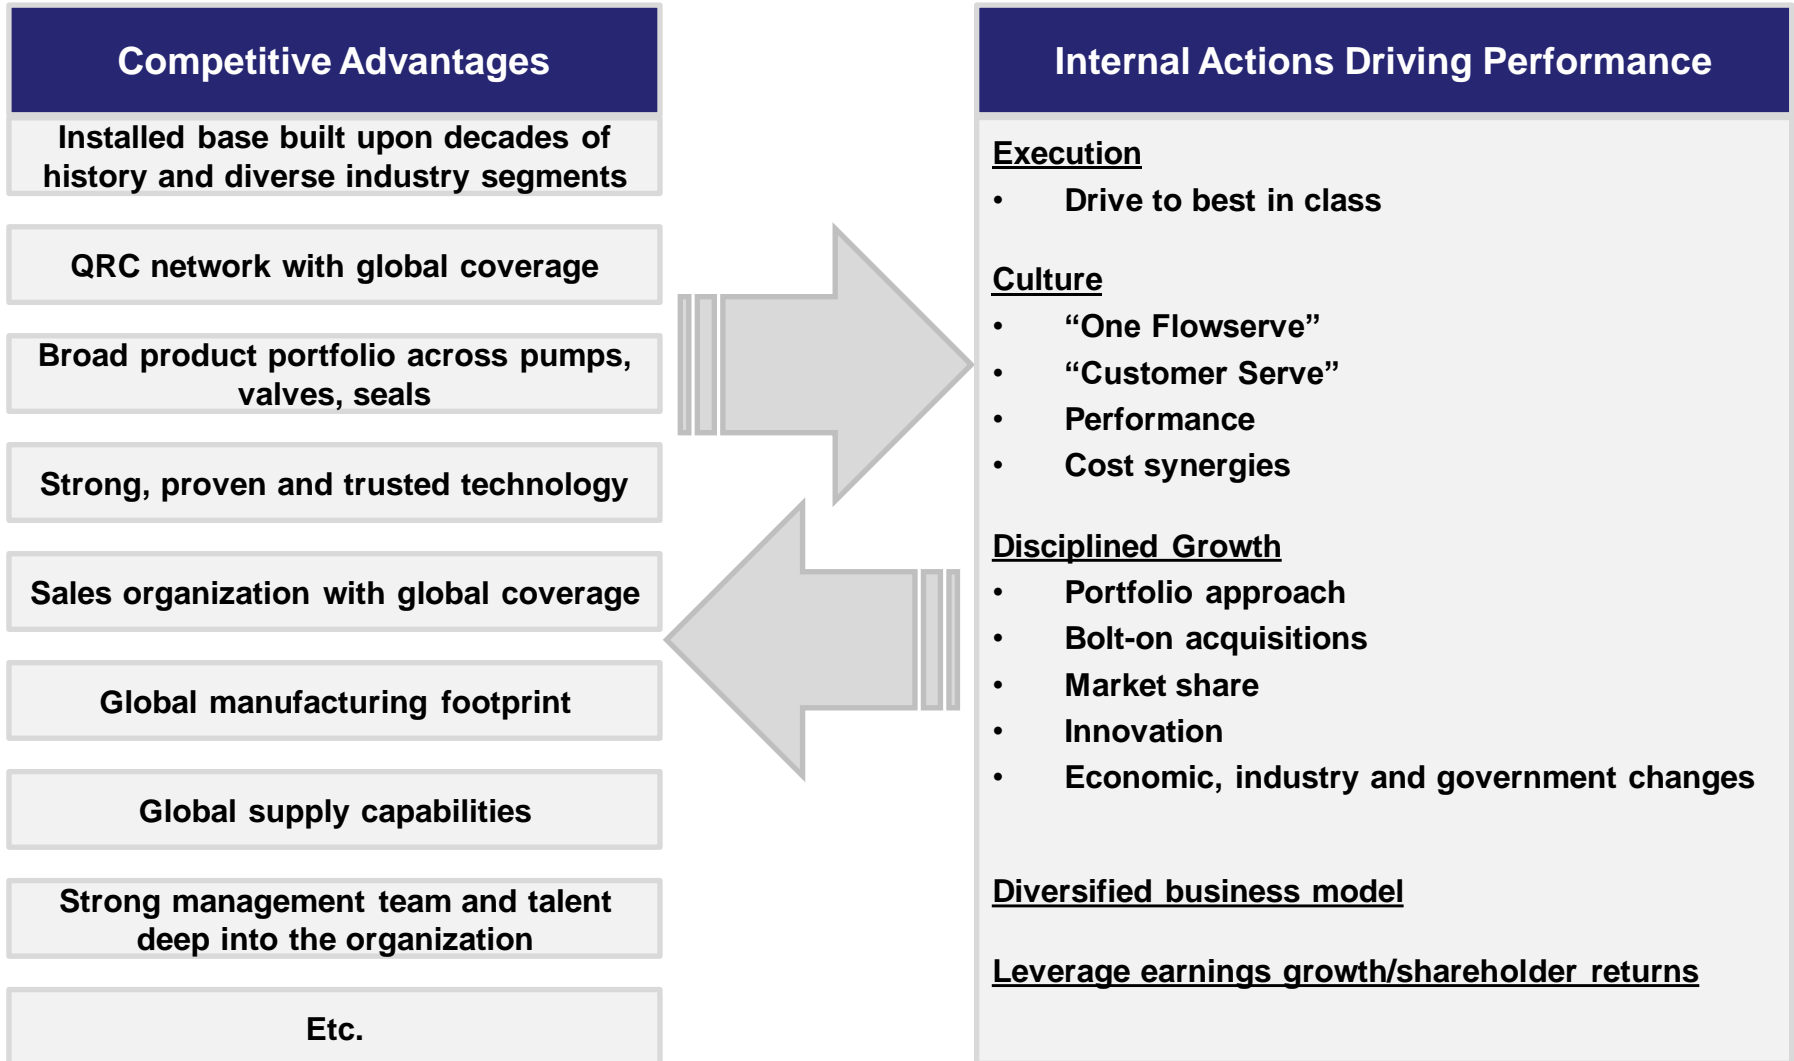 Competitive Advantages
Installed base built upon decades of
history and diverse industry segments
QRC network with global coverage
Broad product portfolio across pumps,
valves, seals
Strong, proven and trusted technology
Sales organization with global coverage
Global manufacturing footprint
Global supply capabilities
Strong management team and talent
deep into the organization
Etc.
Internal Actions Driving Performance
Execution
• Drive to best in class
Culture
• “One Flowserve”
• “Customer Serve”
• Performance
• Cost synergies
Disciplined Growth
• Portfolio approach
• Bolt-on acquisitions
• Market share
• Innovation
• Economic, industry and government changes
Diversified business model
Leverage earnings growth/shareholder returns